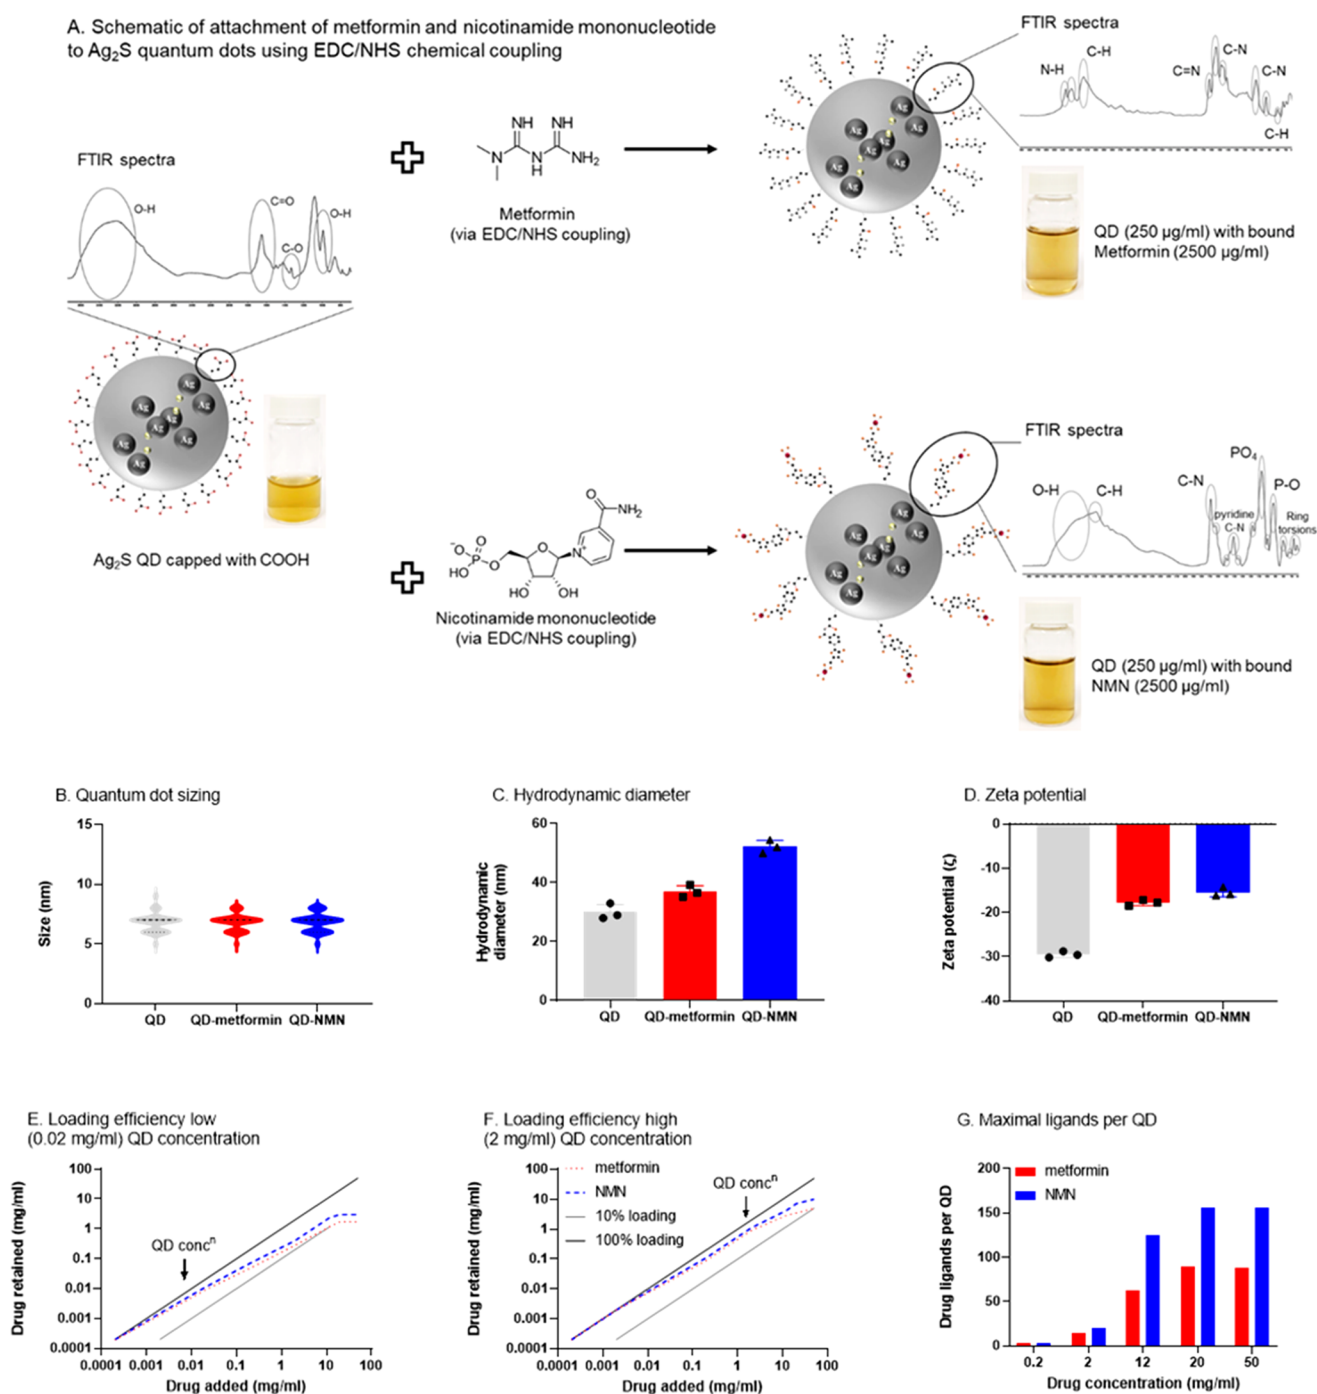 A. Schematic of attachment of metformin and nicotinamide mononucleotide
to Ag₂S quantum dots using EDC/NHS chemical coupling
FTIR spectra
O-H
C=O
C-O
O-H
Ag
Ag₂S QD capped with COOH
NH NH
N N NH₂
H
Metformin
(via EDC/NHS coupling)
FTIR spectra
N-H
C-H
C=N
C-N
C-N
C-H
Ag
QD (250 µg/ml) with bound
Metformin (2500 µg/ml)
O
NH₂
O
O
P
HO
O
O
N+
HO OH
Nicotinamide mononucleotide
(via EDC/NHS coupling)
FTIR spectra
O-H
C-H
C-N
pyridine
C-N
PO₄
P-O
Ring
torsions
Ag
QD (250 µg/ml) with bound
NMN (2500 µg/ml)
B. Quantum dot sizing
Size (nm)
15
10
5
0
QD QD-metformin QD-NMN
C. Hydrodynamic diameter
Hydrodynamic
diameter (nm)
60
40
20
0
QD QD-metformin QD-NMN
D. Zeta potential
Zeta potential (ζ)
0
-10
-20
-30
-40
QD QD-metformin QD-NMN
E. Loading efficiency low
(0.02 mg/ml) QD concentration
Drug retained (mg/ml)
100
10
1
0.1
0.01
0.001
0.0001
QD concⁿ
0.0001 0.001 0.01 0.1 1 10 100
Drug added (mg/ml)
F. Loading efficiency high
(2 mg/ml) QD concentration
Drug retained (mg/ml)
100
10
1
0.1
0.01
0.001
0.0001
metformin
NMN
10% loading
100% loading
QD concⁿ
0.0001 0.001 0.01 0.1 1 10 100
Drug added (mg/ml)
G. Maximal ligands per QD
Drug ligands per QD
200
150
100
50
0
metformin
NMN
0.2 2 12 20 50
Drug concentration (mg/ml)